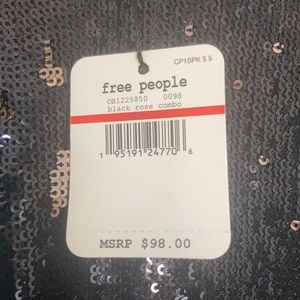 CP1SPK 5 5
free people
OB1225850 0098
black rose combo
1 95191 24770 6
MSRP $98.00